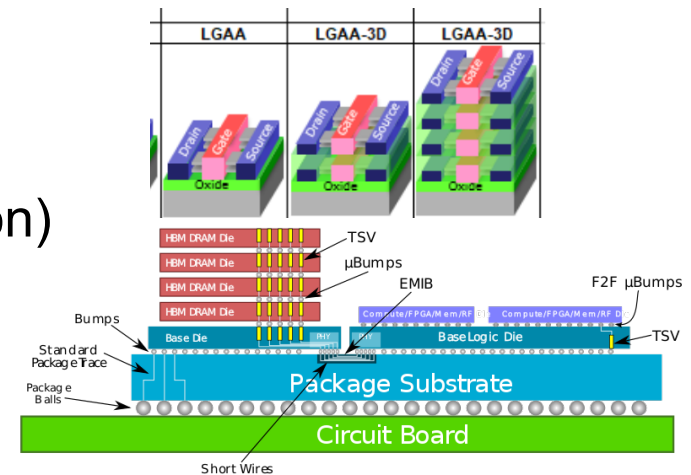 LGAA LGAA-3D LGAA-3D
Drain Gate Source
Oxide
Drain Gate Source
Oxide
Drain Gate Source
Oxide
on)
HBM DRAM Die
HBM DRAM Die
HBM DRAM Die
HBM DRAM Die
TSV
μBumps
EMIB
F2F μBumps
Compute/FPGA/Mem/RF
Compute/FPGA/Mem/RF
Bumps
Base Die
PHY
PHY
BaseLogic Die
TSV
Standard
Package Trace
Package
Balls
Package Substrate
Circuit Board
Short Wires